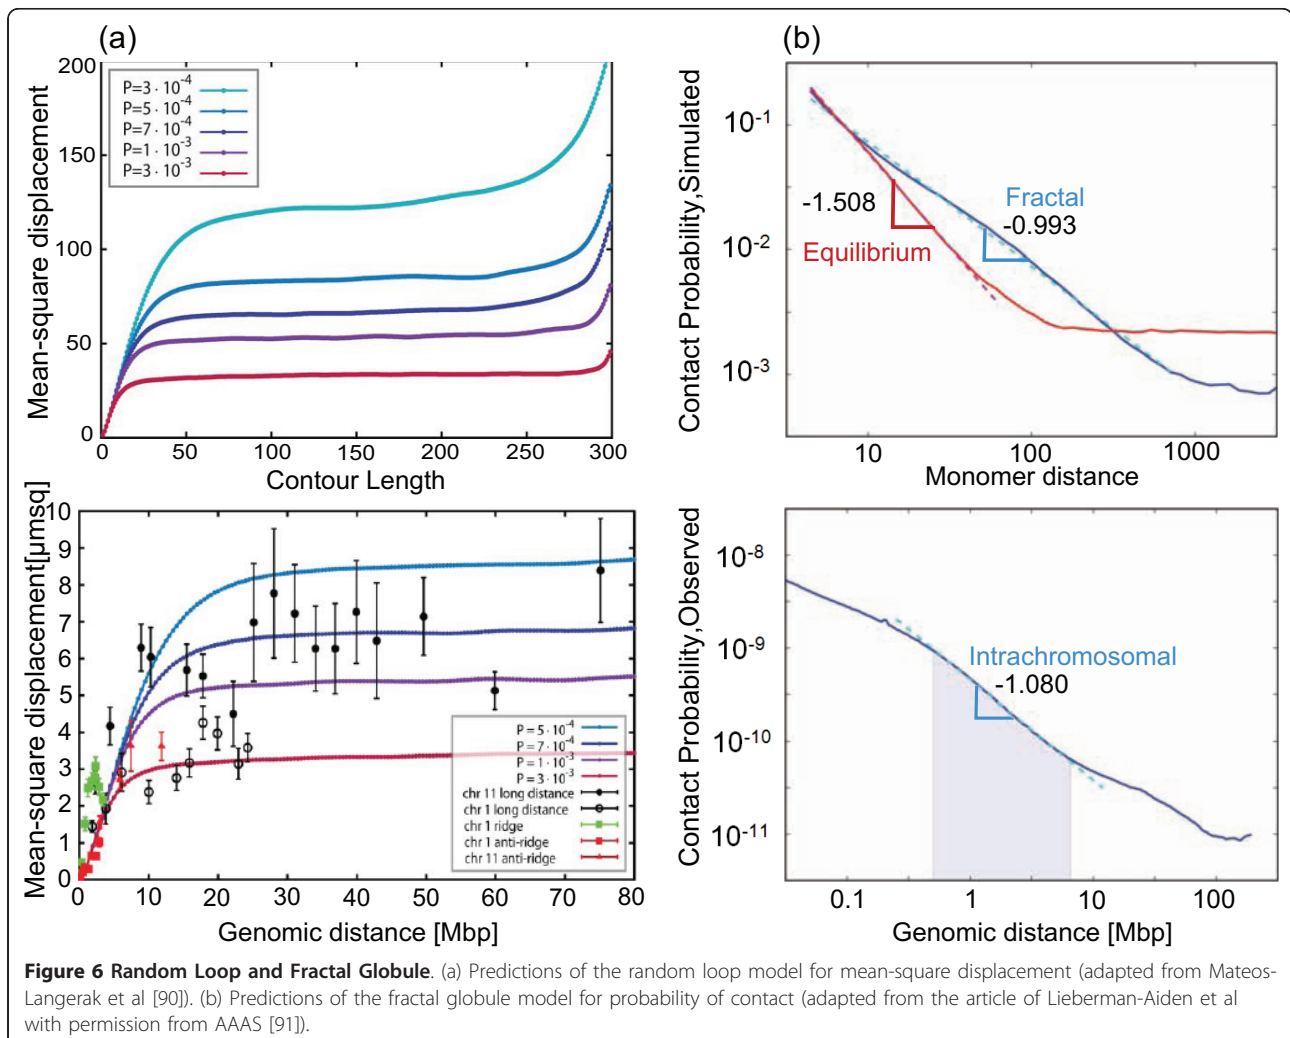 (a)
Mean-square displacement
200
150
100
50
0
P=3 · 10⁻⁴
P=5 · 10⁻⁴
P=7 · 10⁻⁴
P=1 · 10⁻³
P=3 · 10⁻³
0 50 100 150 200 250 300
Contour Length
(b)
Contact Probability,Simulated
10⁻¹
10⁻²
10⁻³
-1.508
Equilibrium
Fractal
-0.993
10 100 1000
Monomer distance
Mean-square displacement[µmsq]
10
9
8
7
6
5
4
3
2
1
0
P = 5 · 10⁻⁴
P = 7 · 10⁻⁴
P = 1 · 10⁻³
P = 3 · 10⁻³
chr 11 long distance
chr 1 long distance
chr 1 ridge
chr 1 anti-ridge
chr 11 anti-ridge
0 10 20 30 40 50 60 70 80
Genomic distance [Mbp]
Contact Probability,Observed
10⁻⁸
10⁻⁹
10⁻¹⁰
10⁻¹¹
Intrachromosomal
-1.080
0.1 1 10 100
Genomic distance [Mbp]
Figure 6 Random Loop and Fractal Globule. (a) Predictions of the random loop model for mean-square displacement (adapted from Mateos-
Langerak et al [90]). (b) Predictions of the fractal globule model for probability of contact (adapted from the article of Lieberman-Aiden et al
with permission from AAAS [91]).